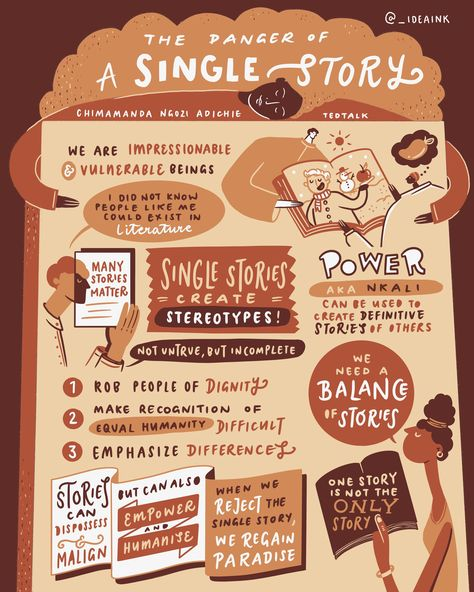 @_IDEAINK
THE DANGER OF
A SINGLE STORY
CHIMAMANDA NGOZI ADICHIE
TEDTALK
WE ARE IMPRESSIONABLE
& VULNERABLE BEINGS
I DID NOT KNOW
PEOPLE LIKE ME
COULD EXIST IN
literature
MANY
STORIES
MATTER
SINGLE STORIES
CREATE
STEREOTYPES!
NOT UNTRUE, BUT INCOMPLETE
POWER
AKA NKALI
CAN BE USED TO
CREATE DEFINITIVE
STORIES OF OTHERS
1 ROB PEOPLE OF DIGNITY
2 MAKE RECOGNITION OF
EQUAL HUMANITY DIFFICULT
3 EMPHASIZE DIFFERENCES
WE
NEED A
BALANCE
OF STORIES
STORIES
CAN
DISPOSSESS
&
MALIGN
BUT CAN ALSO
EMPOWER
AND
HUMANISE
WHEN WE
REJECT THE
SINGLE STORY,
WE REGAIN
PARADISE
ONE STORY
IS NOT THE
ONLY
STORY